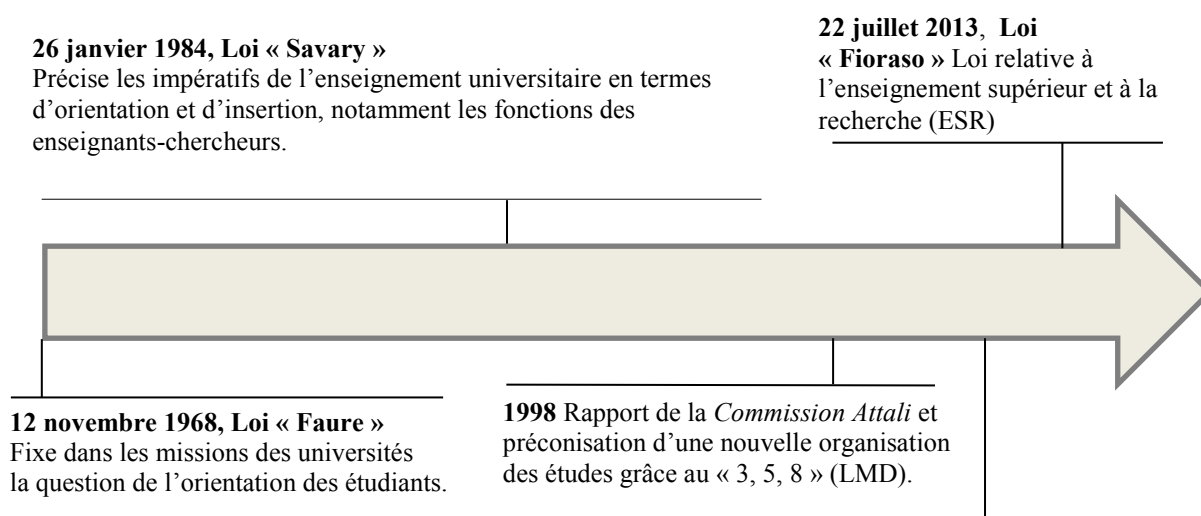 26 janvier 1984, Loi « Savary »
Précise les impératifs de l’enseignement universitaire en termes
d’orientation et d’insertion, notamment les fonctions des
enseignants-chercheurs.
22 juillet 2013, Loi
« Fioraso » Loi relative à
l’enseignement supérieur et à la
recherche (ESR)
12 novembre 1968, Loi « Faure »
Fixe dans les missions des universités
la question de l’orientation des étudiants.
1998 Rapport de la Commission Attali et
préconisation d’une nouvelle organisation
des études grâce au « 3, 5, 8 » (LMD).